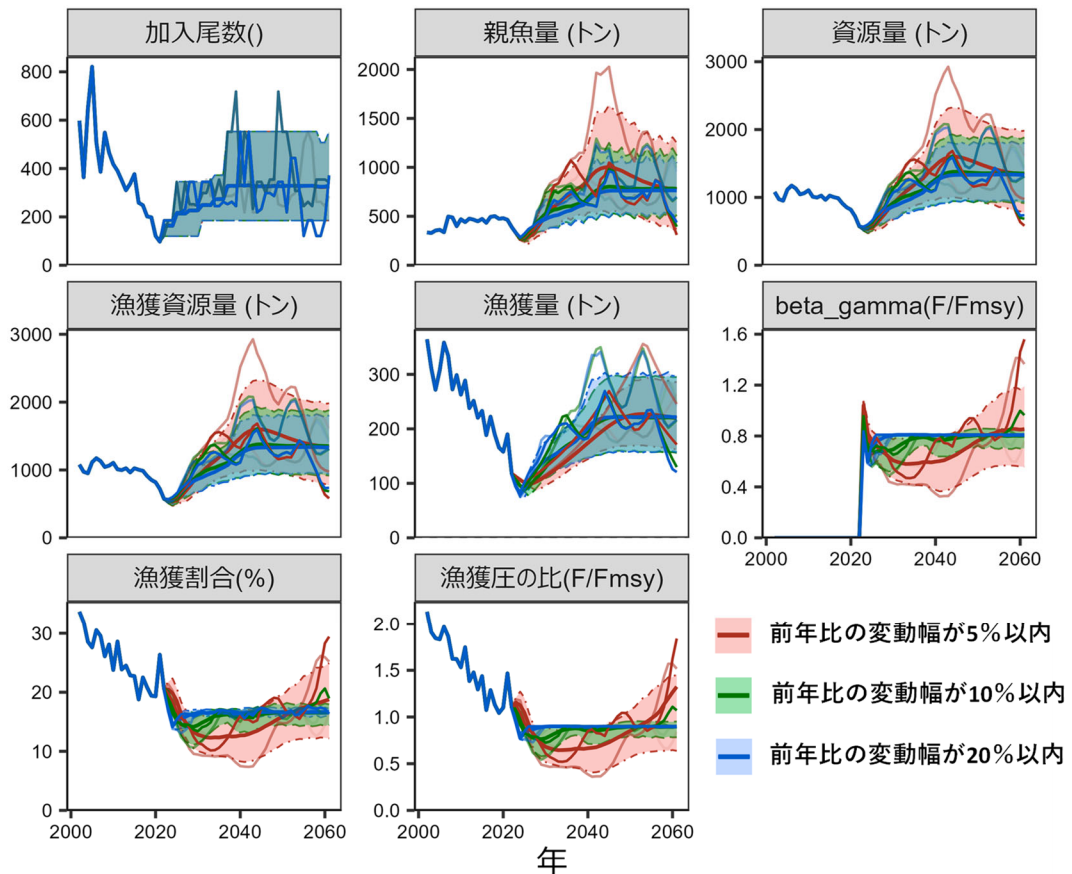 加入尾数()
親魚量 (トン)
資源量 (トン)
800
600
400
200
0
2000
1500
1000
500
0
3000
2000
1000
0
漁獲資源量 (トン)
漁獲量 (トン)
beta_gamma(F/Fmsy)
3000
2000
1000
0
300
200
100
0
1.6
1.2
0.8
0.4
0.0
2000 2020 2040 2060
漁獲割合(%)
漁獲圧の比(F/Fmsy)
30
20
10
0
2.0
1.5
1.0
0.5
0.0
2000 2020 2040 2060
2000 2020 2040 2060
年
前年比の変動幅が5%以内
前年比の変動幅が10%以内
前年比の変動幅が20%以内